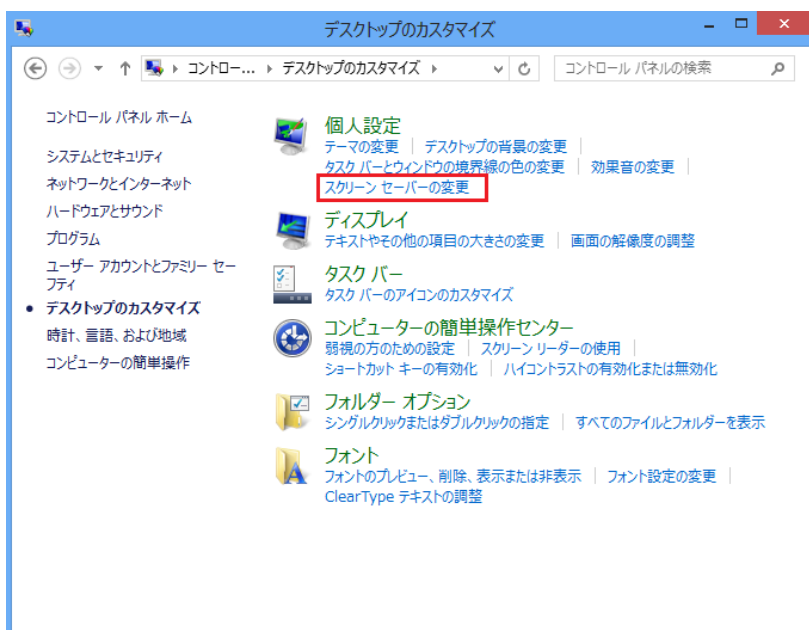 デスクトップのカスタマイズ
コントロー... デスクトップのカスタマイズ コントロール パネルの検索
コントロール パネル ホーム
システムとセキュリティ
ネットワークとインターネット
ハードウェアとサウンド
プログラム
ユーザー アカウントとファミリー セー
フティ
デスクトップのカスタマイズ
時計、言語、および地域
コンピューターの簡単操作
個人設定
テーマの変更 デスクトップの背景の変更
タスク バーとウィンドウの境界線の色の変更 効果音の変更
スクリーン セーバーの変更
ディスプレイ
テキストやその他の項目の大きさの変更 画面の解像度の調整
タスク バー
タスク バーのアイコンのカスタマイズ
コンピューターの簡単操作センター
弱視の方のための設定 スクリーン リーダーの使用
ショートカット キーの有効化 ハイコントラストの有効化または無効化
フォルダー オプション
シングルクリックまたはダブルクリックの指定 すべてのファイルとフォルダーを表示
フォント
フォントのプレビュー、削除、表示または非表示 フォント設定の変更
ClearType テキストの調整